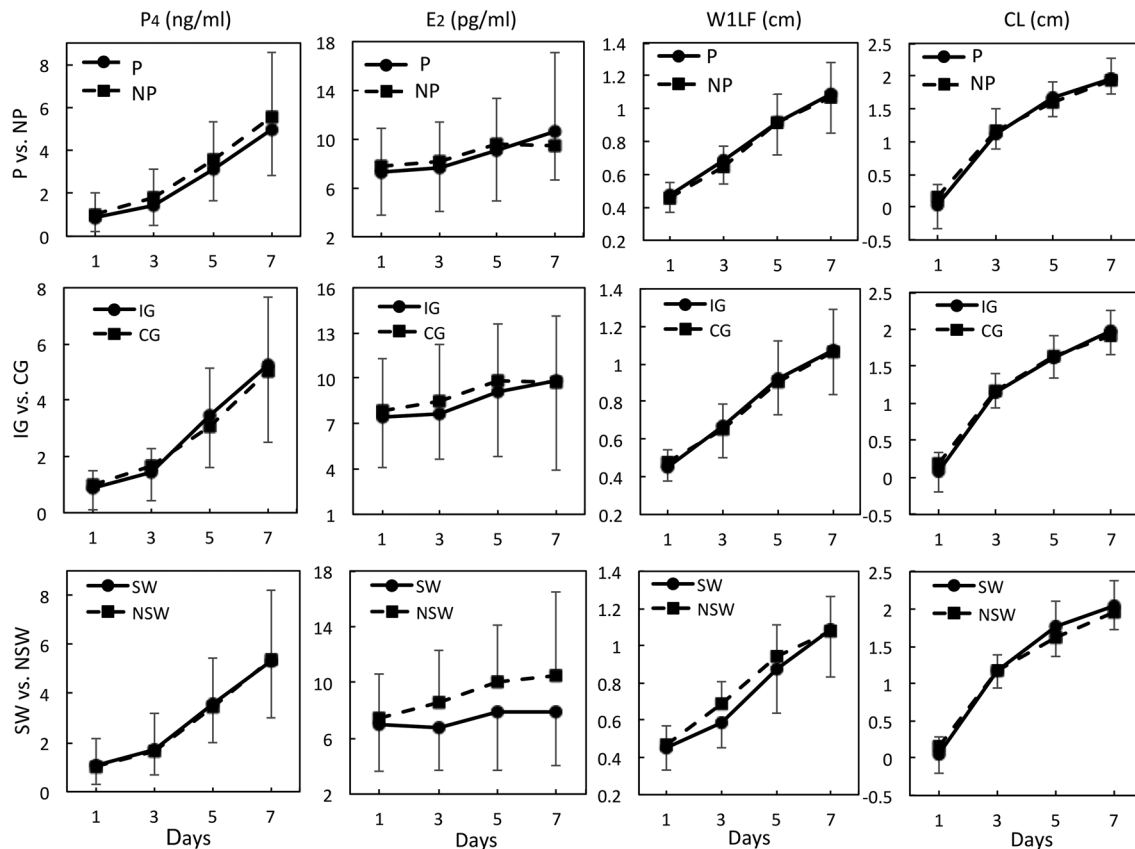 P4 (ng/ml) E2 (pg/ml) W1LF (cm) CL (cm)
P vs. NP
8
6
4
2
0
P
NP
1 3 5 7
18
14
10
6
2
P
NP
1 3 5 7
1.4
1.2
1
0.8
0.6
0.4
0.2
P
NP
1 3 5 7
2.5
2
1.5
1
0.5
0
-0.5
P
NP
1 3 5 7
IG vs. CG
8
6
4
2
0
IG
CG
1 3 5 7
16
13
10
7
4
1
IG
CG
1 3 5 7
1.4
1.2
1
0.8
0.6
0.4
0.2
IG
CG
1 3 5 7
2.5
2
1.5
1
0.5
0
-0.5
IG
CG
1 3 5 7
SW vs. NSW
8
6
4
2
0
SW
NSW
1 3 5 7
Days
18
14
10
6
2
SW
NSW
1 3 5 7
Days
1.4
1.2
1
0.8
0.6
0.4
0.2
SW
NSW
1 3 5 7
Days
2.5
2
1.5
1
0.5
0
-0.5
SW
NSW
1 3 5 7
Days